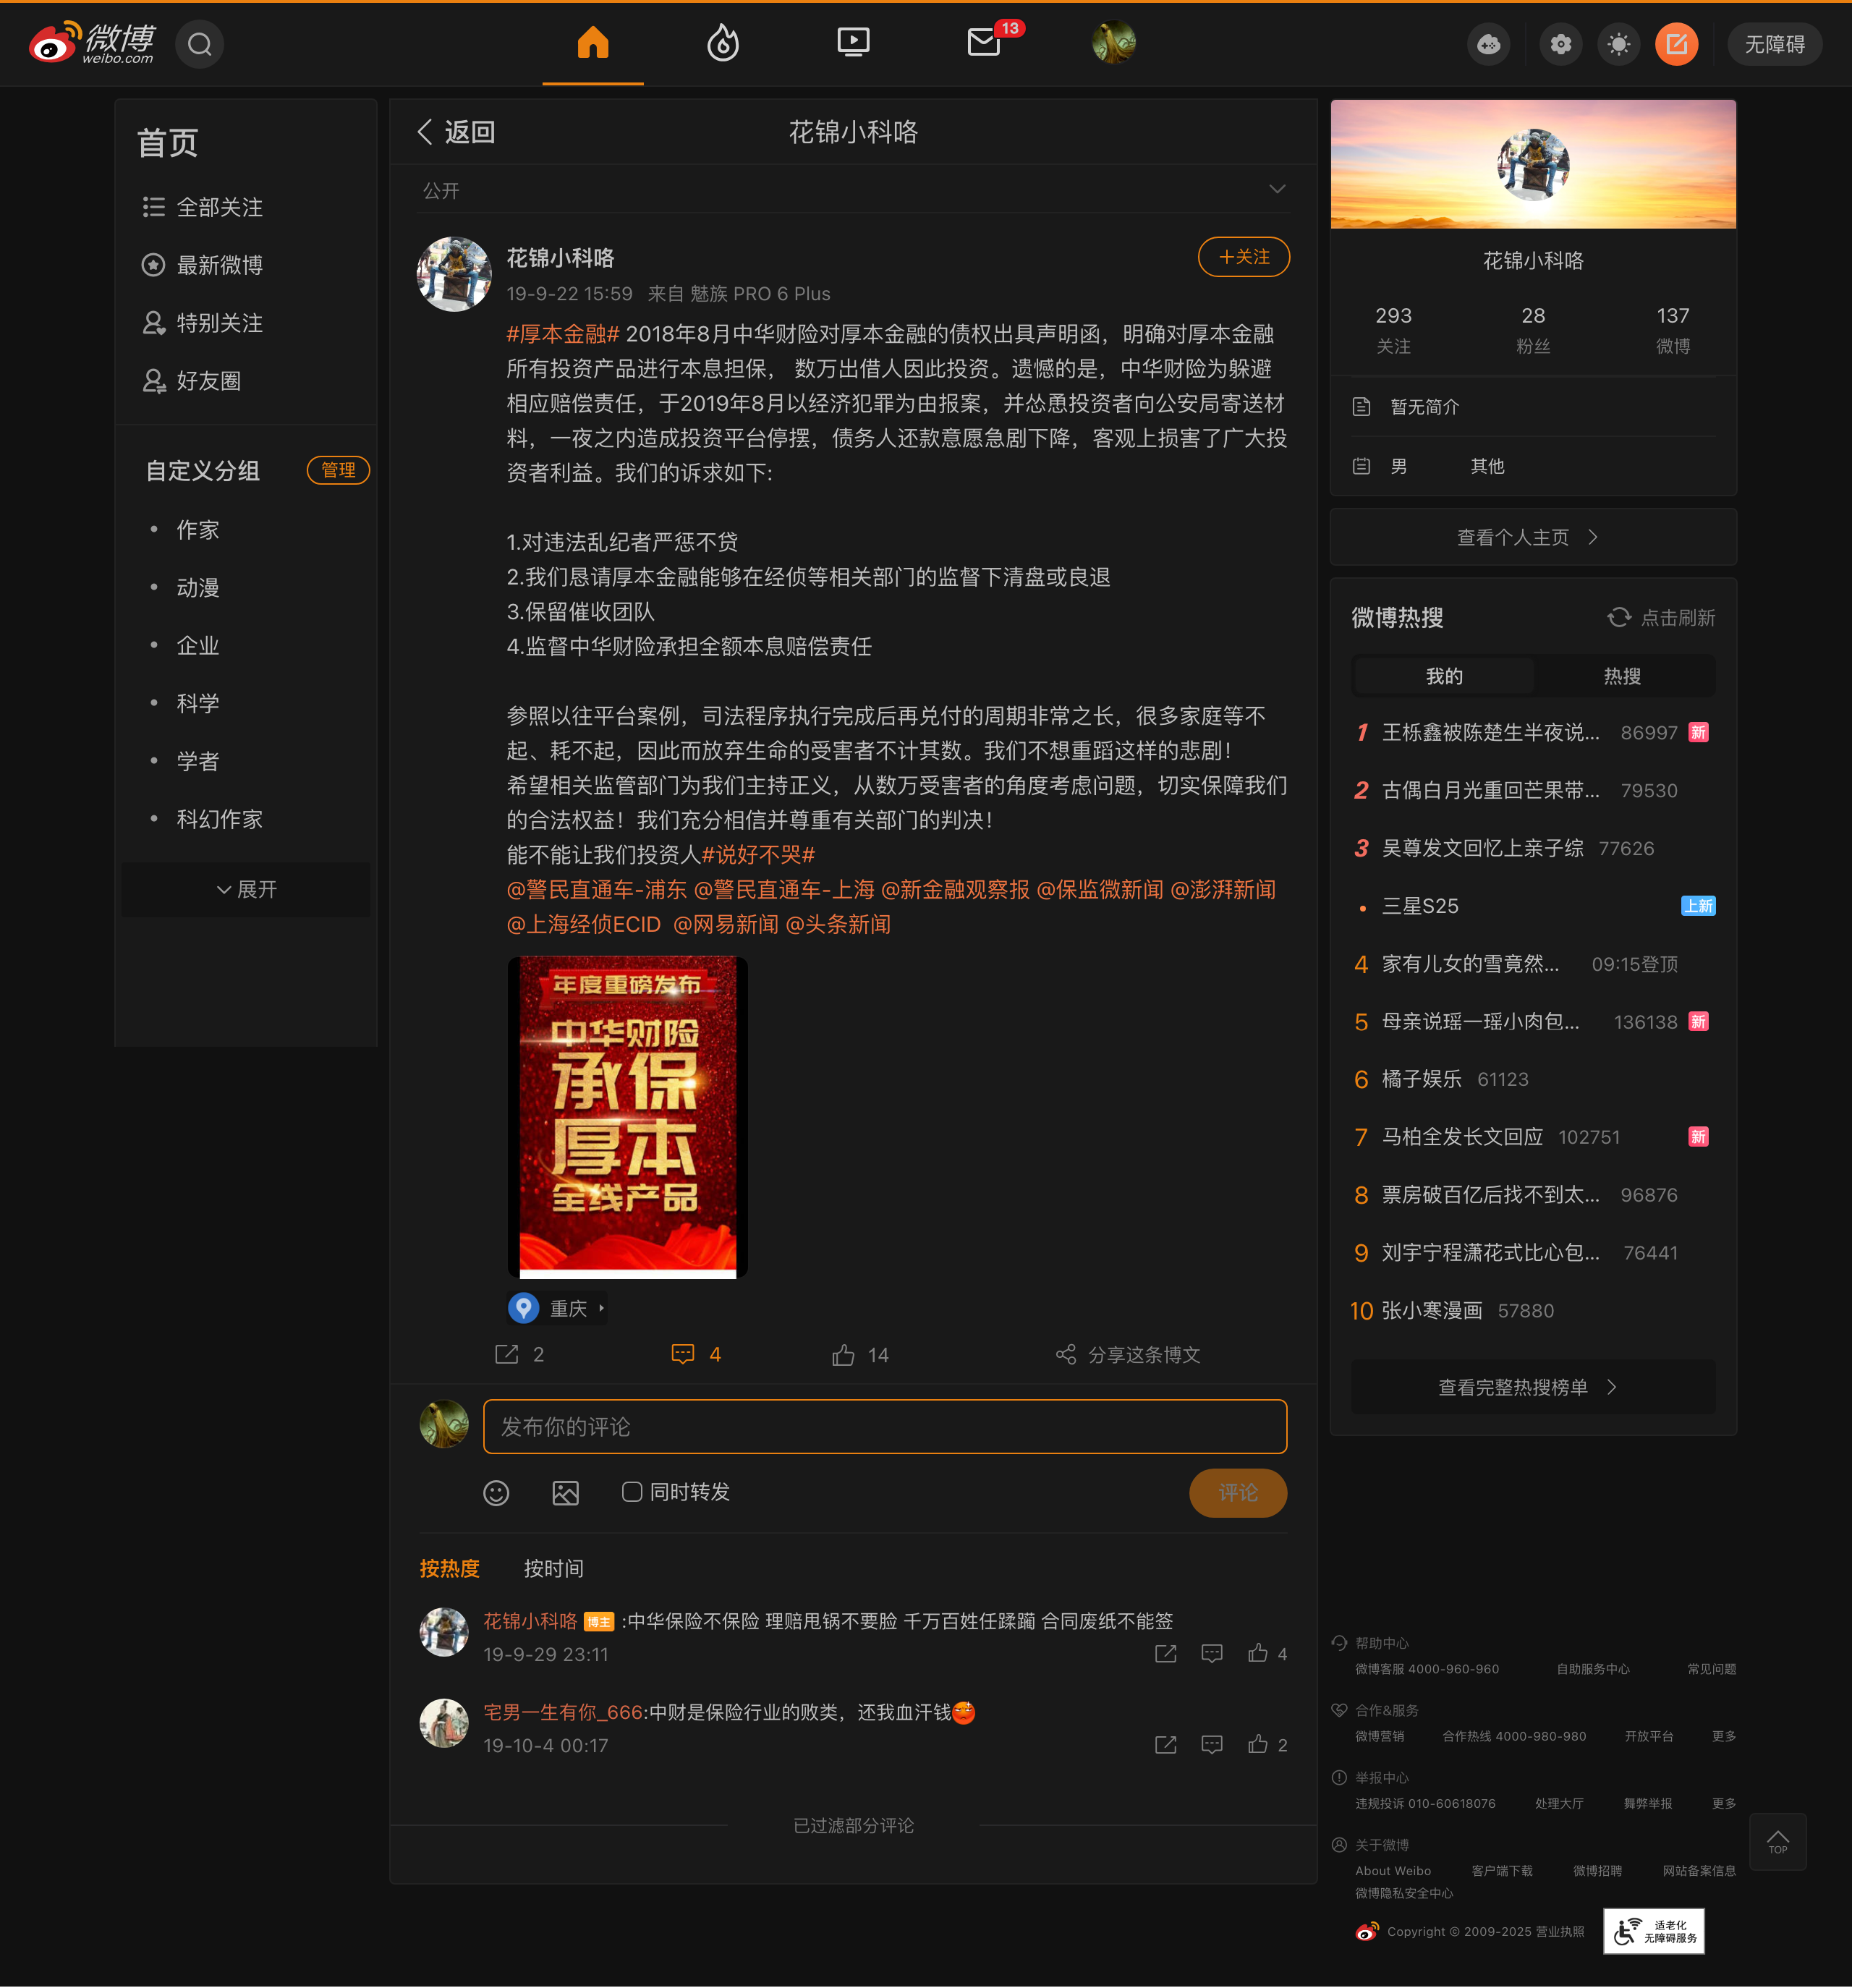 微博
weibo.com
13
无障碍
首页
全部关注
最新微博
特别关注
好友圈
自定义分组
管理
作家
动漫
企业
科学
学者
科幻作家
展开
返回
花锦小科咯
公开
花锦小科咯
+关注
19-9-22 15:59 来自 魅族 PRO 6 Plus
#厚本金融# 2018年8月中华财险对厚本金融的债权出具声明函，明确对厚本金融
所有投资产品进行本息担保， 数万出借人因此投资。遗憾的是，中华财险为躲避
相应赔偿责任，于2019年8月以经济犯罪为由报案，并怂恿投资者向公安局寄送材
料，一夜之内造成投资平台停摆，债务人还款意愿急剧下降，客观上损害了广大投
资者利益。我们的诉求如下:
1.对违法乱纪者严惩不贷
2.我们恳请厚本金融能够在经侦等相关部门的监督下清盘或良退
3.保留催收团队
4.监督中华财险承担全额本息赔偿责任
参照以往平台案例，司法程序执行完成后再兑付的周期非常之长，很多家庭等不
起、耗不起，因此而放弃生命的受害者不计其数。我们不想重蹈这样的悲剧！
希望相关监管部门为我们主持正义，从数万受害者的角度考虑问题，切实保障我们
的合法权益！我们充分相信并尊重有关部门的判决！
能不能让我们投资人#说好不哭#
@警民直通车-浦东 @警民直通车-上海 @新金融观察报 @保监微新闻 @澎湃新闻
@上海经侦ECID @网易新闻 @头条新闻
年度重磅发布
中华财险
承保
厚本
全线产品
重庆
2
4
14
分享这条博文
发布你的评论
同时转发
评论
按热度
按时间
花锦小科咯 博主 :中华保险不保险 理赔甩锅不要脸 千万百姓任蹂躏 合同废纸不能签
19-9-29 23:11
4
宅男一生有你_666:中财是保险行业的败类，还我血汗钱
19-10-4 00:17
2
已过滤部分评论
花锦小科咯
293
关注
28
粉丝
137
微博
暂无简介
男 其他
查看个人主页
微博热搜
点击刷新
我的
热搜
1 王栎鑫被陈楚生半夜说... 86997 新
2 古偶白月光重回芒果带... 79530
3 吴尊发文回忆上亲子综 77626
三星S25 上新
4 家有儿女的雪竟然... 09:15登顶
5 母亲说瑶一瑶小肉包... 136138 新
6 橘子娱乐 61123
7 马柏全发长文回应 102751 新
8 票房破百亿后找不到太... 96876
9 刘宇宁程潇花式比心包... 76441
10 张小寒漫画 57880
查看完整热搜榜单
帮助中心
微博客服 4000-960-960 自助服务中心 常见问题
合作&服务
微博营销 合作热线 4000-980-980 开放平台 更多
举报中心
违规投诉 010-60618076 处理大厅 舞弊举报 更多
关于微博
About Weibo 客户端下载 微博招聘 网站备案信息
微博隐私安全中心
Copyright © 2009-2025 营业执照
适老化
无障碍服务
TOP